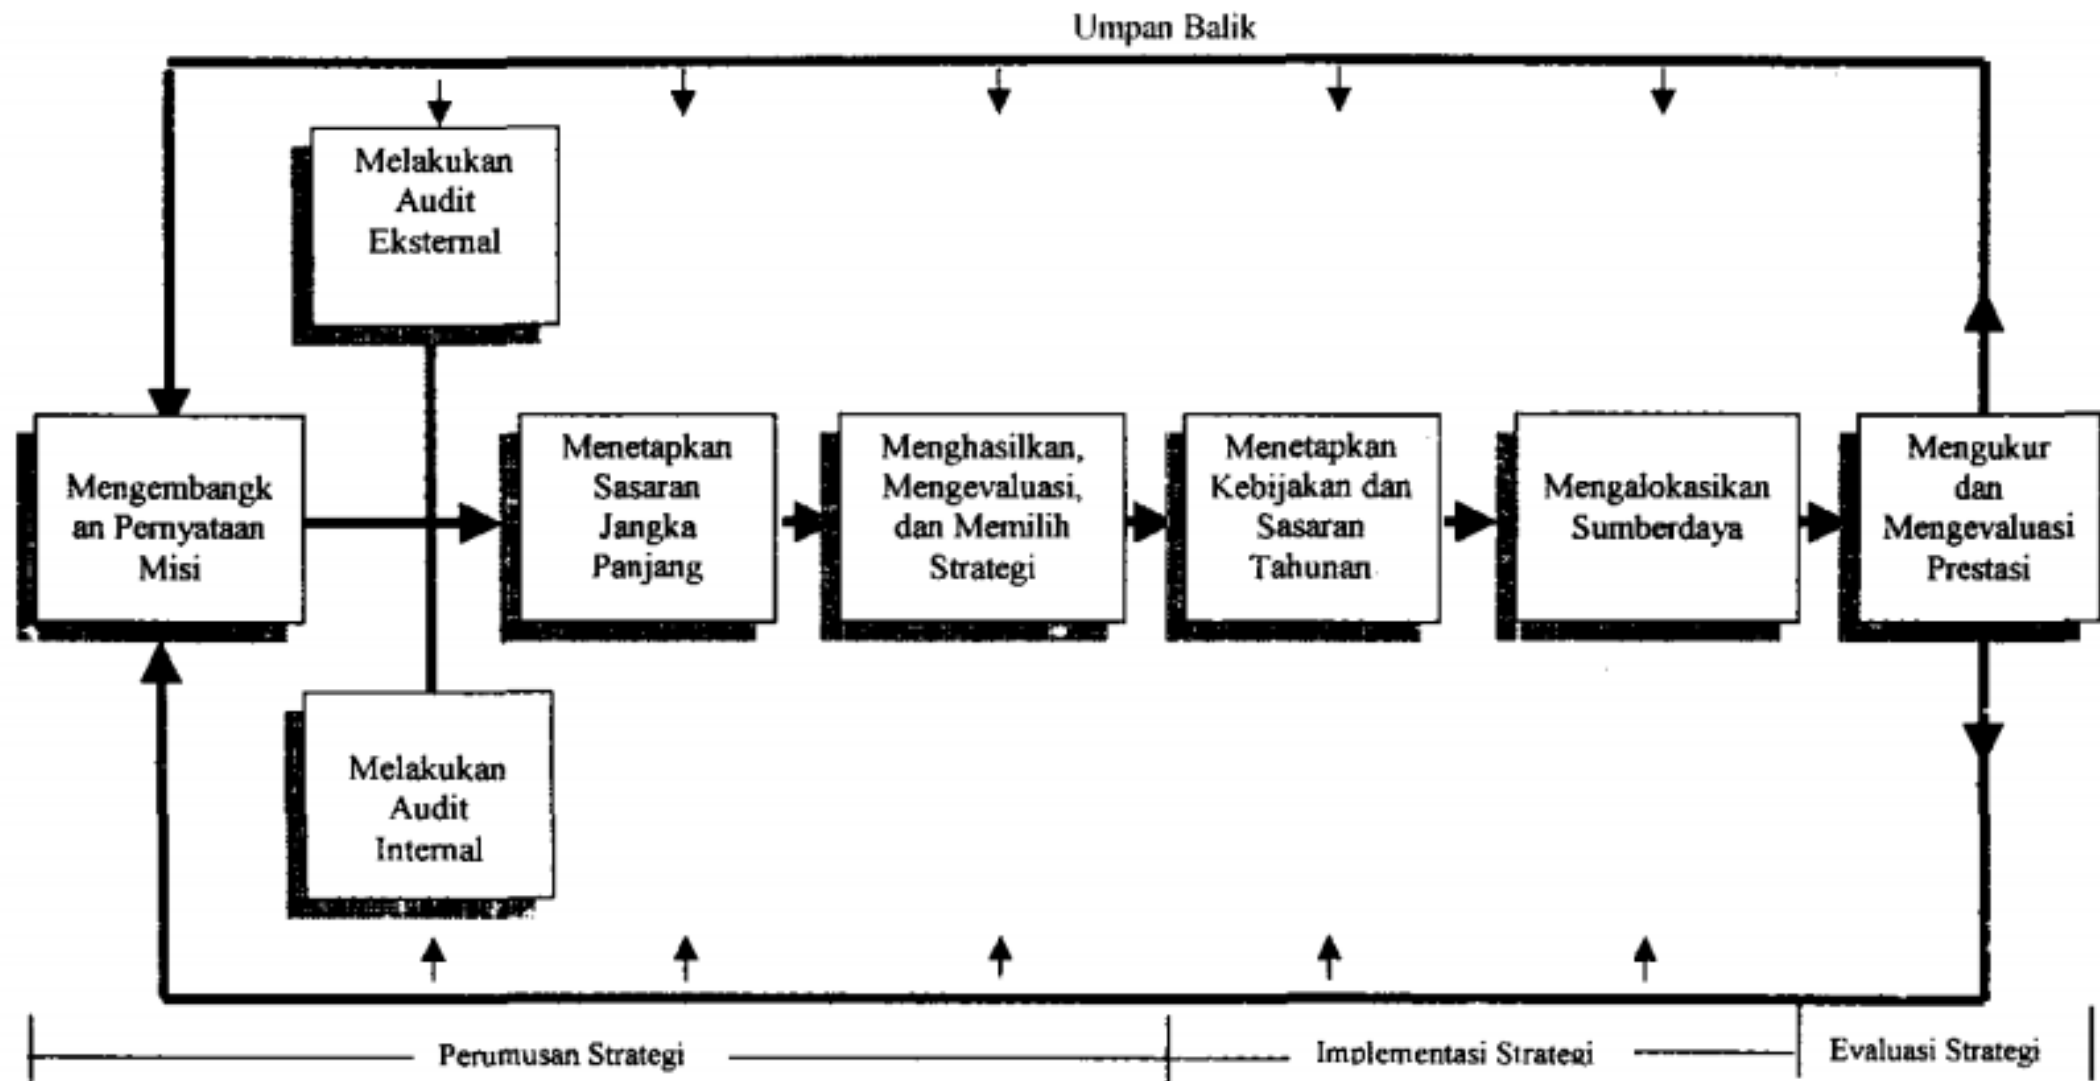 Umpan Balik
Melakukan
Audit
Eksternal
Mengembangk
an Pernyataan
Misi
Menetapkan
Sasaran
Jangka
Panjang
Menghasilkan,
Mengevaluasi,
dan Memilih
Strategi
Menetapkan
Kebijakan dan
Sasaran
Tahunan
Mengalokasikan
Sumberdaya
Mengukur
dan
Mengevaluasi
Prestasi
Melakukan
Audit
Internal
Perumusan Strategi
Implementasi Strategi
Evaluasi Strategi